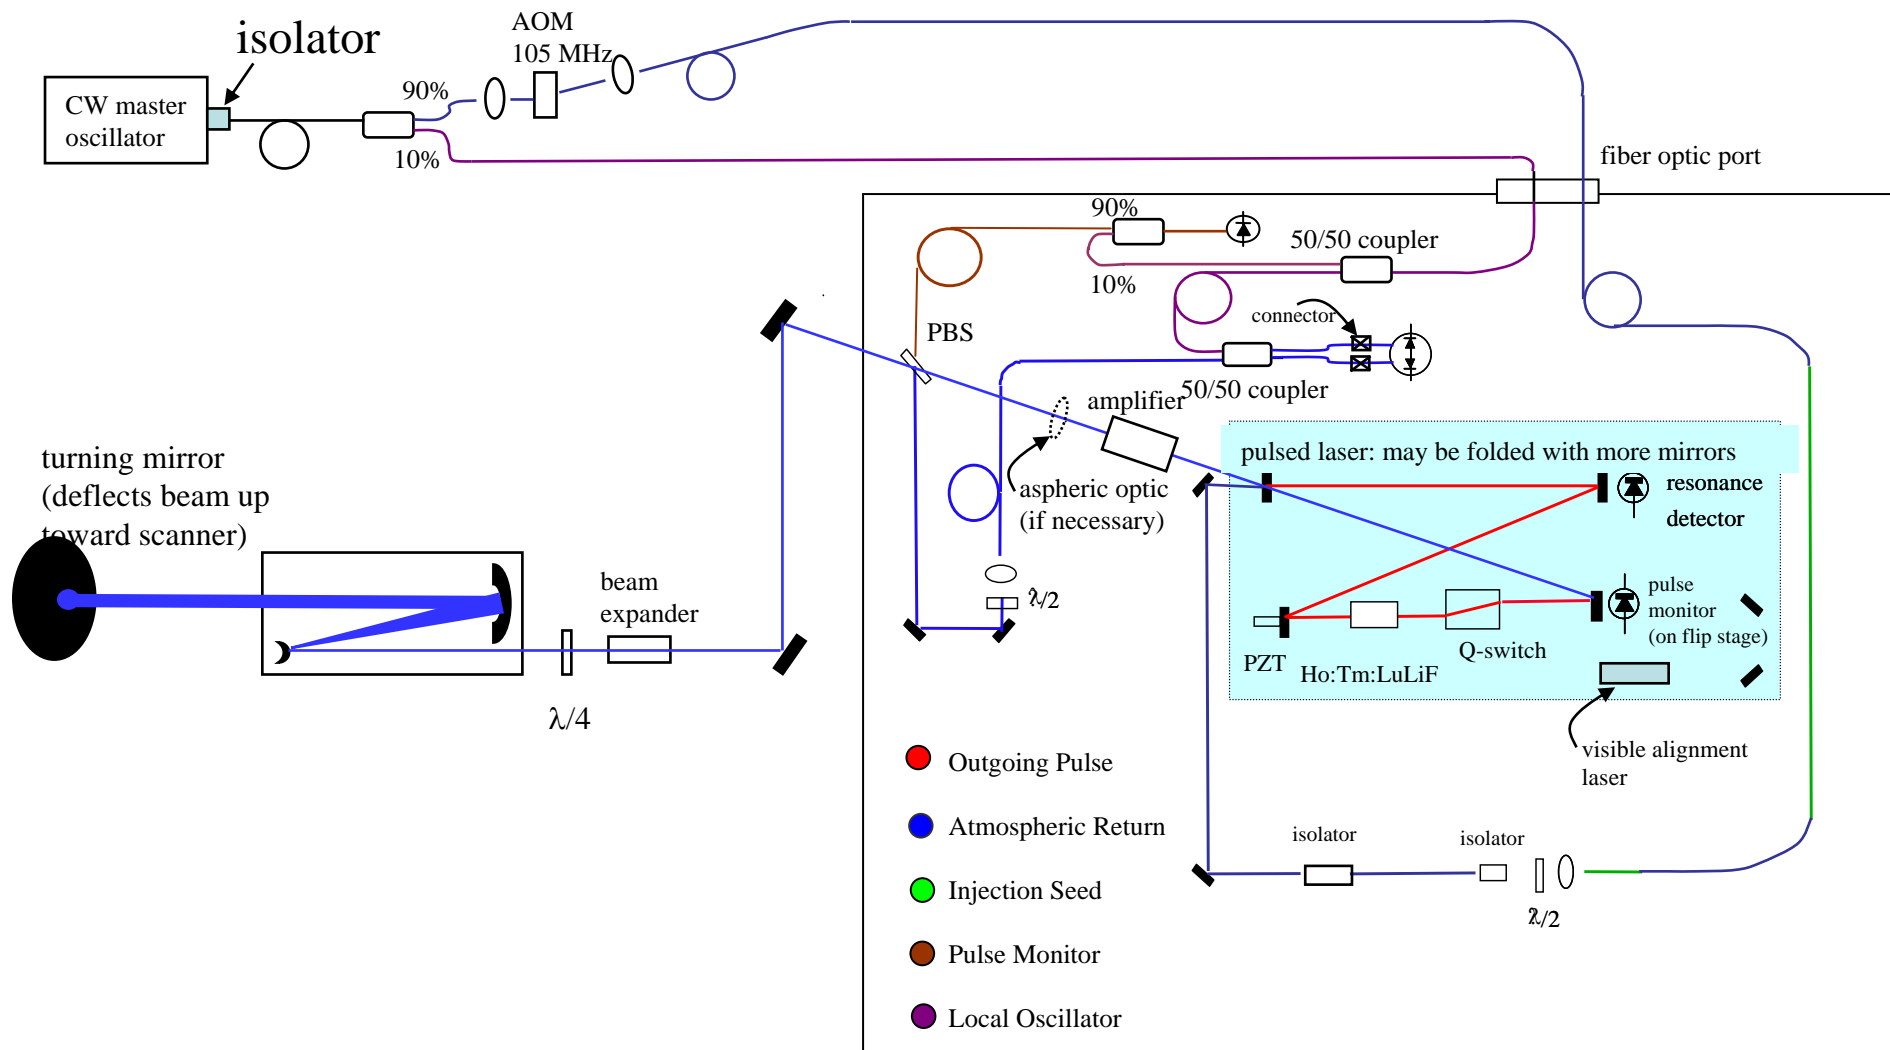 isolator
AOM
105 MHz
CW master
oscillator
90%
10%
fiber optic port
90%
50/50 coupler
10%
connector
PBS
50/50 coupler
amplifier
pulsed laser: may be folded with more mirrors
resonance
detector
turning mirror
(deflects beam up
toward scanner)
aspheric optic
(if necessary)
beam
expander
λ/2
pulse
monitor
(on flip stage)
Q-switch
PZT
Ho:Tm:LuLiF
λ/4
visible alignment
laser
Outgoing Pulse
Atmospheric Return
isolator
isolator
Injection Seed
λ/2
Pulse Monitor
Local Oscillator